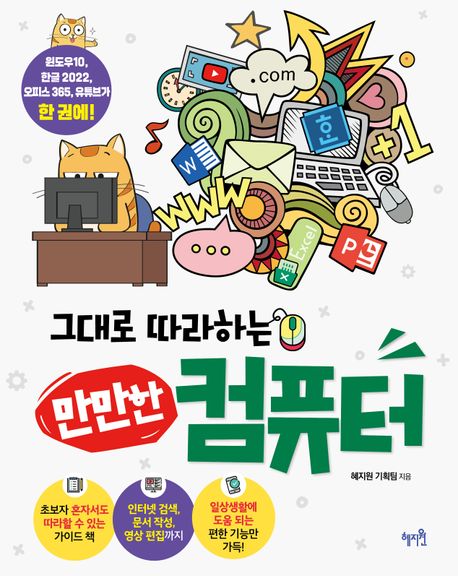 윈도우10,
한글 2022,
오피스 365, 유튜브가
한 권에!
.com
W
한
+1
WWW
Excel
X
P
그대로 따라하는
만만한
컴퓨터
혜지원 기획팀 지음
초보자 혼자서도
따라할 수 있는
가이드 책
인터넷 검색,
문서 작성,
영상 편집까지
일상생활에
도움 되는
편한 기능만
가득!
혜지원